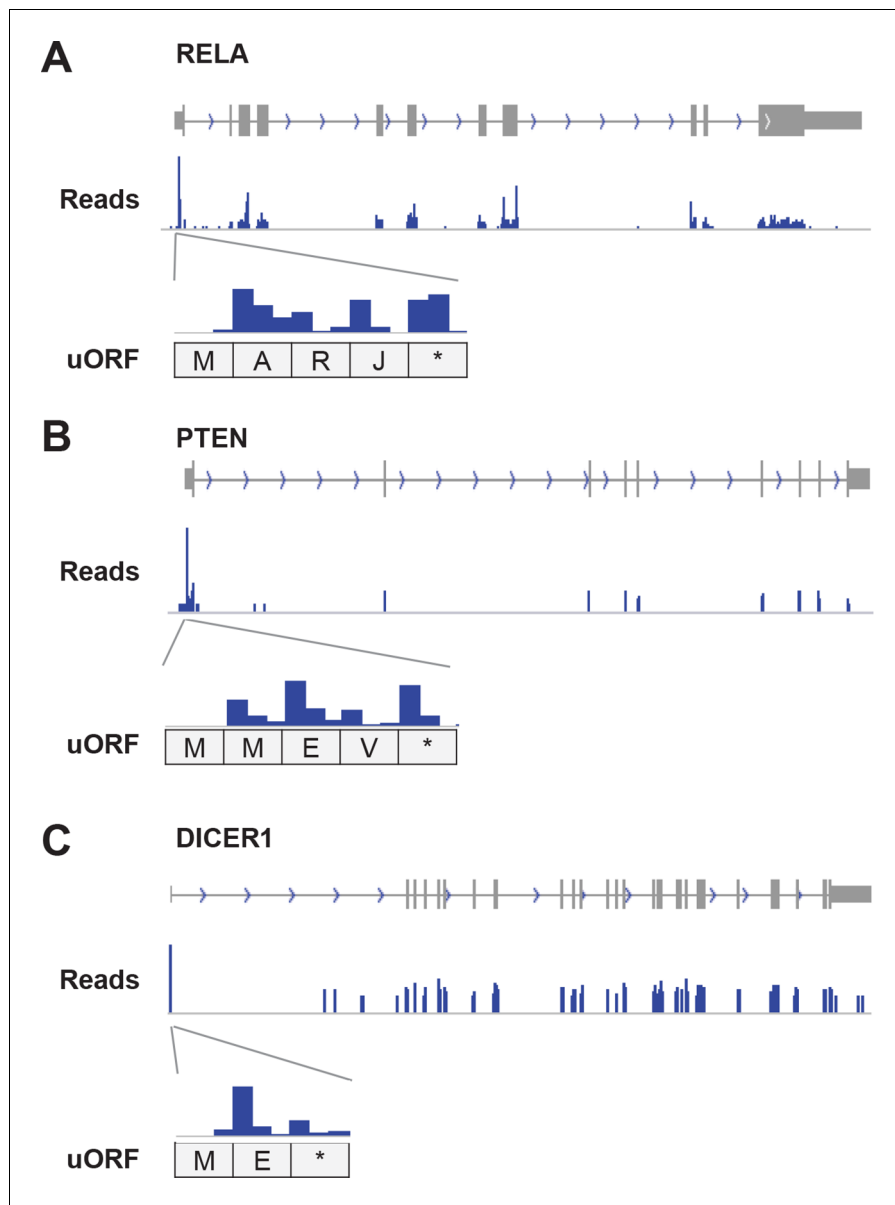 A RELA
Reads
uORF M A R J *
B PTEN
Reads
uORF M M E V *
C DICER1
Reads
uORF M E *